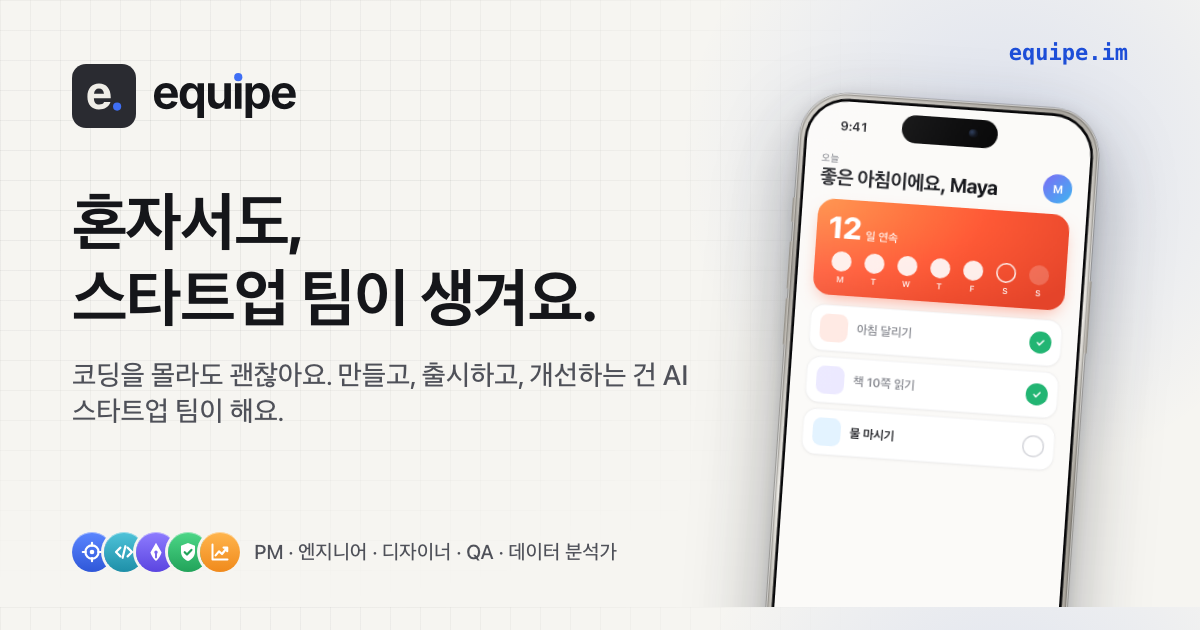 equipe.im
e.
equipe
혼자서도,
스타트업 팀이 생겨요.
코딩을 몰라도 괜찮아요. 만들고, 출시하고, 개선하는 건 AI
스타트업 팀이 해요.
PM · 엔지니어 · 디자이너 · QA · 데이터 분석가
9:41
오늘
좋은 아침이에요, Maya
M
12 일 연속
M T W T F S S
아침 달리기
책 10쪽 읽기
물 마시기